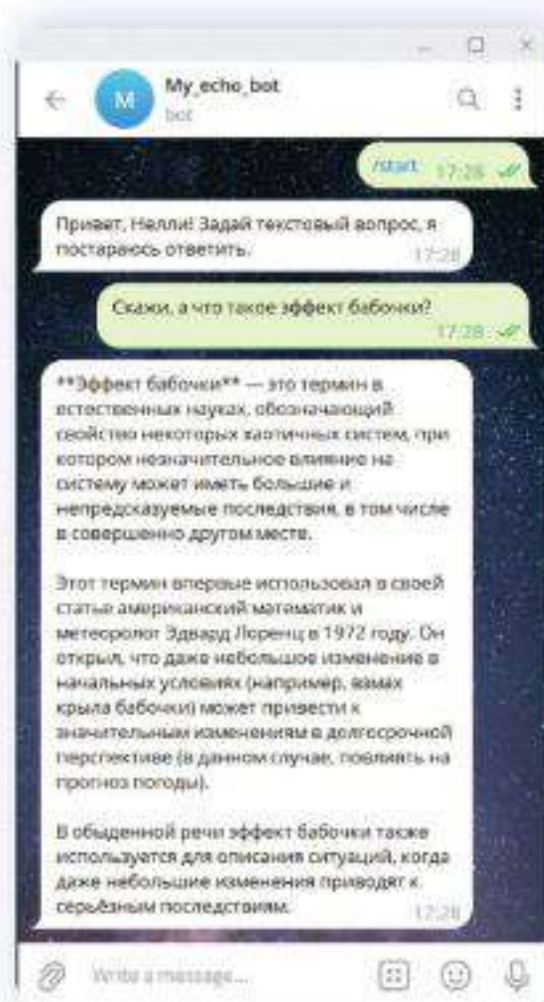 My_echo_bot
bot
/start 17:28
Привет, Нелли! Задай текстовый вопрос, я
постараюсь ответить.
17:28
Скажи, а что такое эффект бабочки?
17:28
**Эффект бабочки** — это термин в
естественных науках, обозначающий
свойство некоторых хаотичных систем, при
котором незначительное влияние на
систему может иметь большие и
непредсказуемые последствия, в том числе
в совершенно другом месте.
Этот термин впервые использовал в своей
статье американский математик и
метеоролог Эдвард Лоренц в 1972 году. Он
открыл, что даже небольшое изменение в
начальных условиях (например, взмах
крыла бабочки) может привести к
значительным изменениям в долгосрочной
перспективе (в данном случае, повлиять на
прогноз погоды).
В обыденной речи эффект бабочки также
используется для описания ситуаций, когда
даже небольшие изменения приводят к
серьёзным последствиям.
17:28
Write a message...